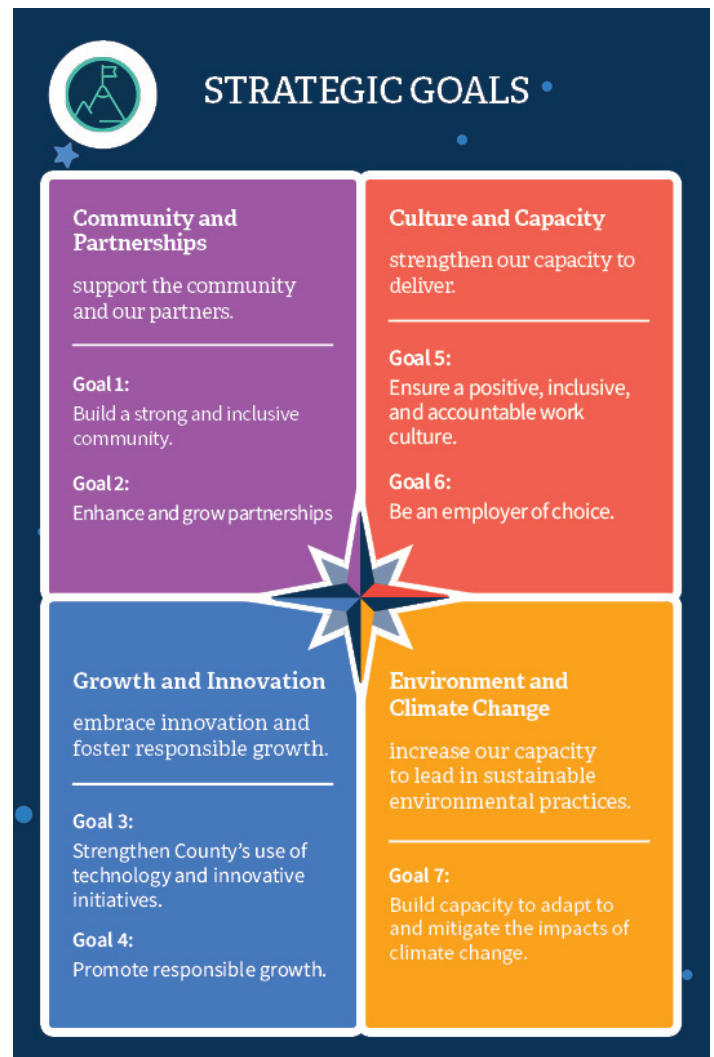 STRATEGIC GOALS
Community and
Partnerships
support the community
and our partners.
Goal 1:
Build a strong and inclusive
community.
Goal 2:
Enhance and grow partnerships
Culture and Capacity
strengthen our capacity to
deliver.
Goal 5:
Ensure a positive, inclusive,
and accountable work
culture.
Goal 6:
Be an employer of choice.
Growth and Innovation
embrace innovation and
foster responsible growth.
Goal 3:
Strengthen County's use of
technology and innovative
initiatives.
Goal 4:
Promote responsible growth.
Environment and
Climate Change
increase our capacity
to lead in sustainable
environmental practices.
Goal 7:
Build capacity to adapt to
and mitigate the impacts of
climate change.